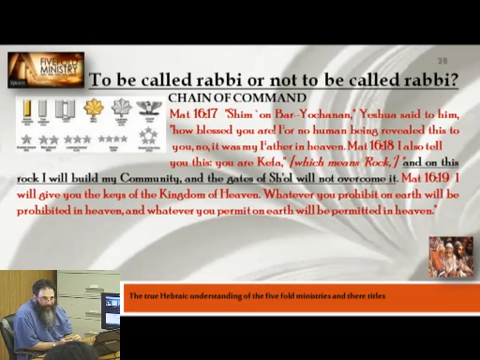 28
FIVEFOLD
MINISTRY
To be called rabbi or not to be called rabbi?
CHAIN OF COMMAND
Mat 16:17 "Shim`on Bar-Yochanan," Yeshua said to him,
"how blessed you are! For no human being revealed this to
you, no, it was my Father in heaven. Mat 16:18 I also tell
you this: you are Kefa," [which means 'Rock,'] "and on this
rock I will build my Community, and the gates of Sh'ol will not overcome it. Mat 16:19 I
will give you the keys of the Kingdom of Heaven. Whatever you prohibit on earth will be
prohibited in heaven, and whatever you permit on earth will be permitted in heaven."
The true Hebraic understanding of the five fold ministries and there titles